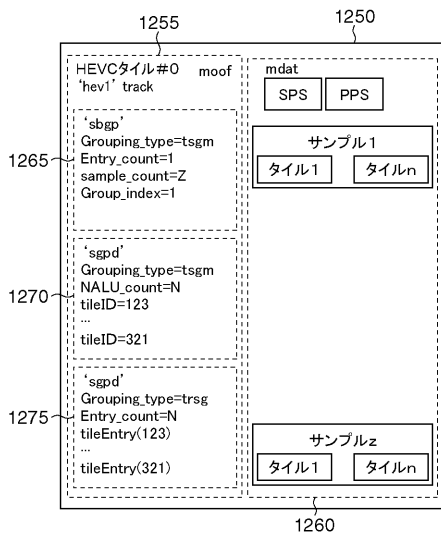 1255
1250
HEVCタイル#0 moof
'hev1' track
mdat
SPS
PPS
1265
'sbgp'
Grouping_type=tsgm
Entry_count=1
sample_count=Z
Group_index=1
サンプル1
タイル1
タイルn
1270
'sgpd'
Grouping_type=tsgm
NALU_count=N
tileID=123
...
tileID=321
1275
'sgpd'
Grouping_type=trsg
Entry_count=N
tileEntry(123)
...
tileEntry(321)
サンプルz
タイル1
タイルn
1260